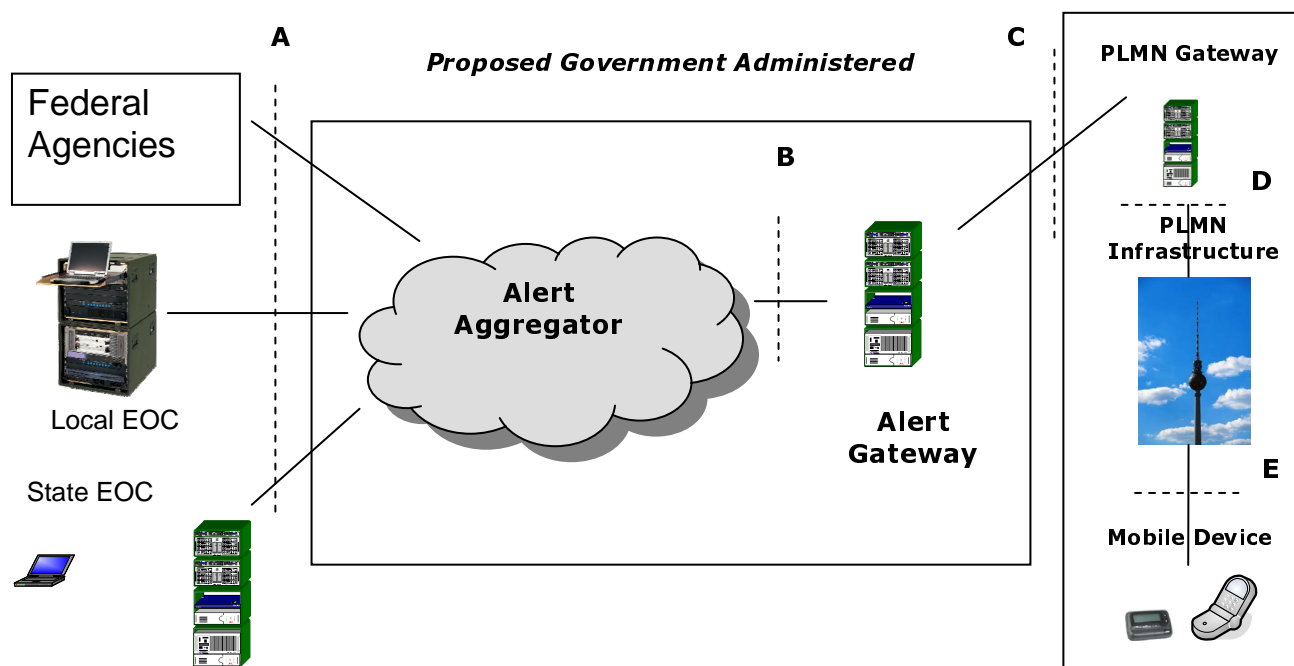 A
C
Proposed Government Administered
PLMN Gateway
Federal
Agencies
B
D
PLMN
Infrastructure
Alert
Aggregator
Local EOC
Alert
Gateway
State EOC
E
Mobile Device